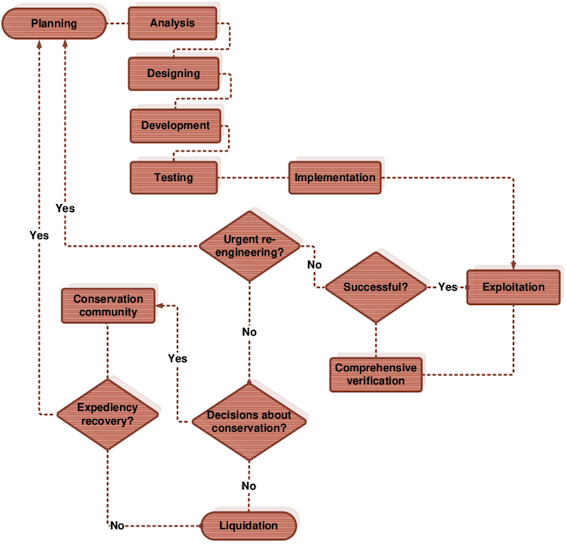 Planning
Analysis
Designing
Development
Testing
Implementation
Yes
Yes
Urgent re-
engineering?
No
Successful?
Yes
Exploitation
Conservation
community
No
Yes
Comprehensive
verification
Expediency
recovery?
Decisions about
conservation?
No
No
Liquidation